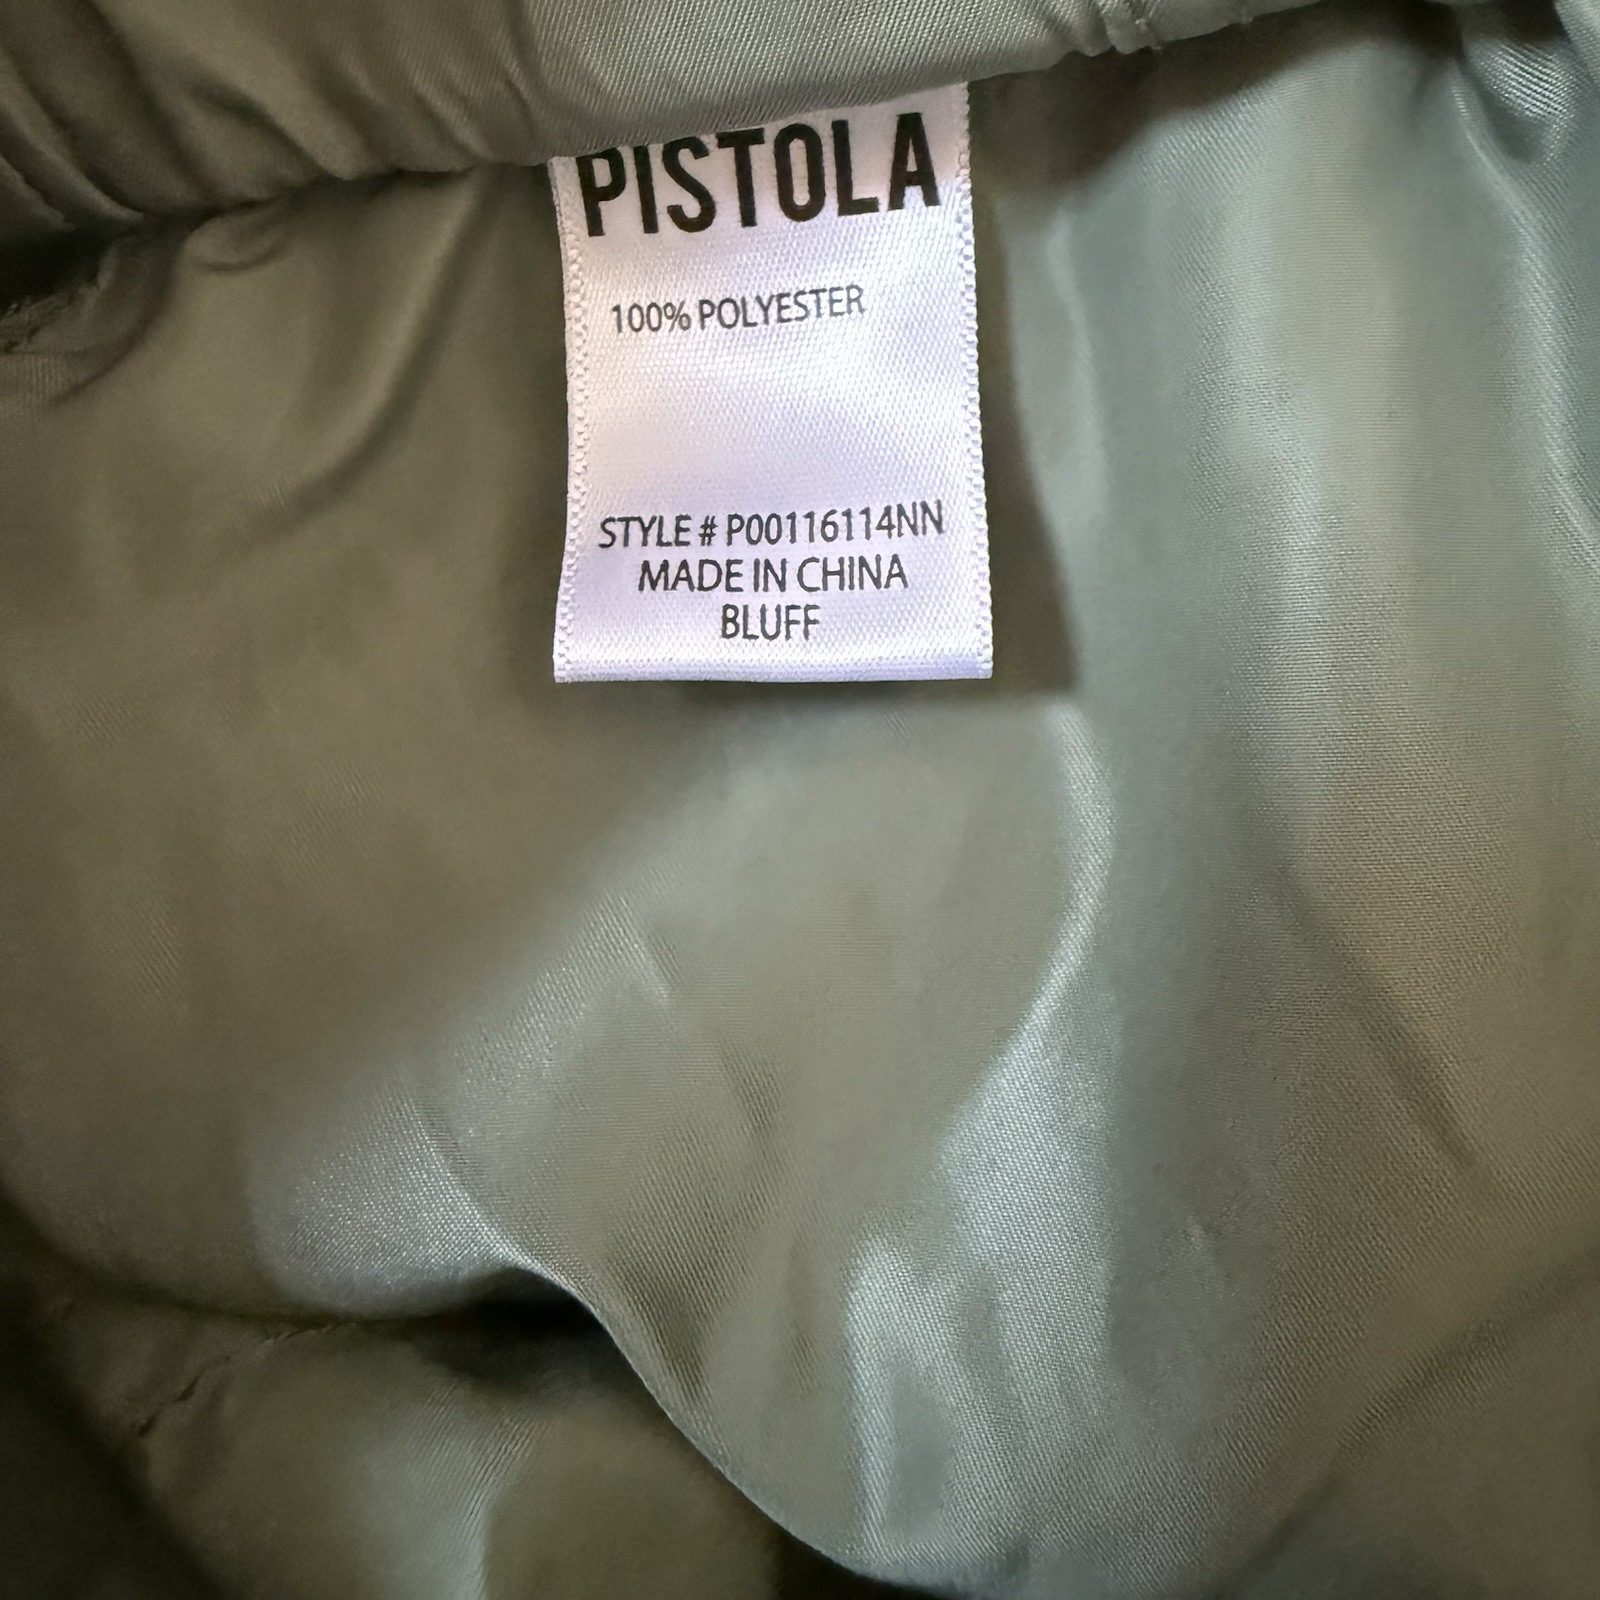 PISTOLA
100% POLYESTER
STYLE # P00116114NN
MADE IN CHINA
BLUFF